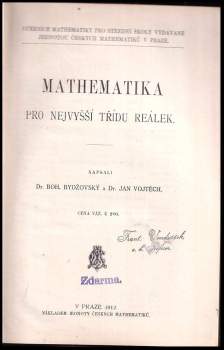 UČEBNICE MATHEMATIKY PRO STŘEDNÍ ŠKOLY VYDÁVANÉ
JEDNOTOU ČESKÝCH MATHEMATIKŮ V PRAZE.
MATHEMATIKA
PRO NEJVYŠŠÍ TŘÍDU REÁLEK.
NAPSALI
Dr. BOH. BYDŽOVSKÝ a Dr. JAN VOJTĚCH.
CENA VÁZ. K
Frant.
Zdarma.
V PRAZE 1912
NÁKLADEM JEDNOTY ČESKÝCH MATHEMATIKŮ.